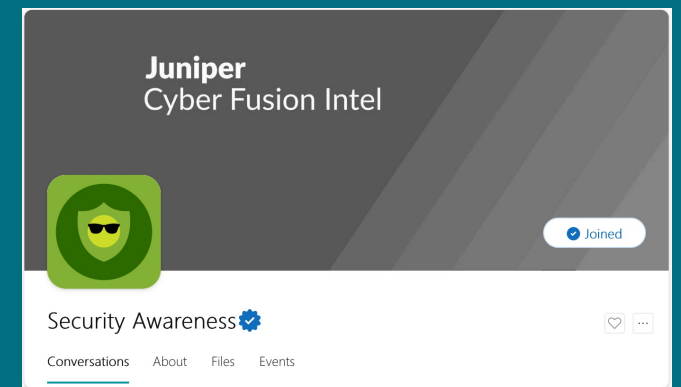 Juniper
Cyber Fusion Intel
Joined
Security Awareness
Conversations About Files Events